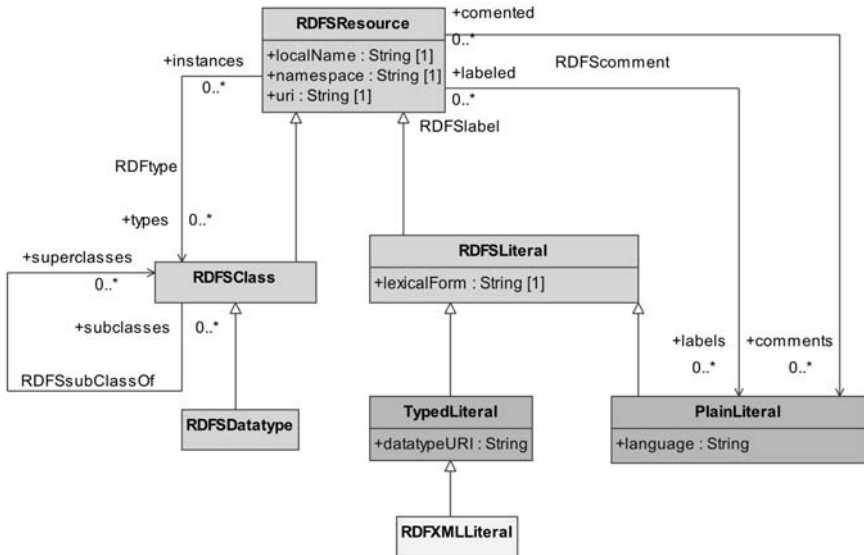 RDFSResource
+localName : String [1]
+namespace : String [1]
+uri : String [1]
+comented
0..*
+labeled
0..*
RDFScomment
+instances
0..*
RDFSlabel
RDFtype
+types 0..*
+superclasses
0..*
RDFSClass
+subclasses 0..*
RDFSsubClassOf
RDFSDatatype
RDFSLiteral
+lexicalForm : String [1]
+labels
0..*
+comments
0..*
TypedLiteral
+datatypeURI : String
PlainLiteral
+language : String
RDFXMLLiteral